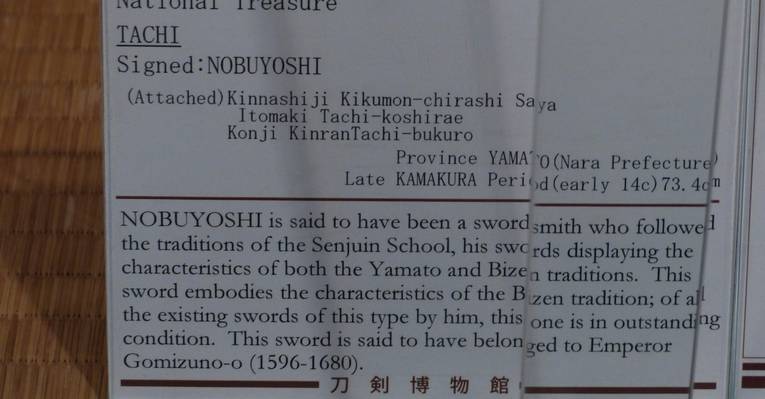 National Treasure
TACHI
Signed:NOBUYOSHI
(Attached)Kinnashiji Kikumon-chirashi Saya
Itomaki Tachi-koshirae
Konji KinranTachi-bukuro
Province YAMATO(Nara Prefecture)
Late KAMAKURA Period(early 14c)73.4cm
NOBUYOSHI is said to have been a swordsmith who followed
the traditions of the Senjuin School, his swords displaying the
characteristics of both the Yamato and Bizen traditions. This
sword embodies the characteristics of the Bizen tradition; of all
the existing swords of this type by him, this one is in outstanding
condition. This sword is said to have belonged to Emperor
Gomizuno-o (1596-1680).
刀剣博物館